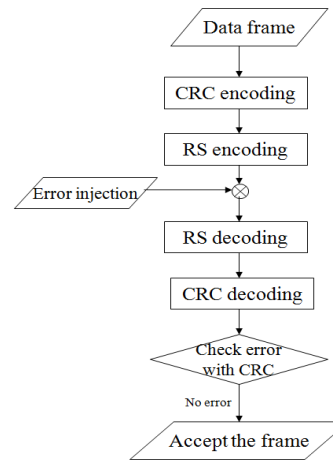 Data frame
CRC encoding
RS encoding
Error injection
RS decoding
CRC decoding
Check error
with CRC
No error
Accept the frame